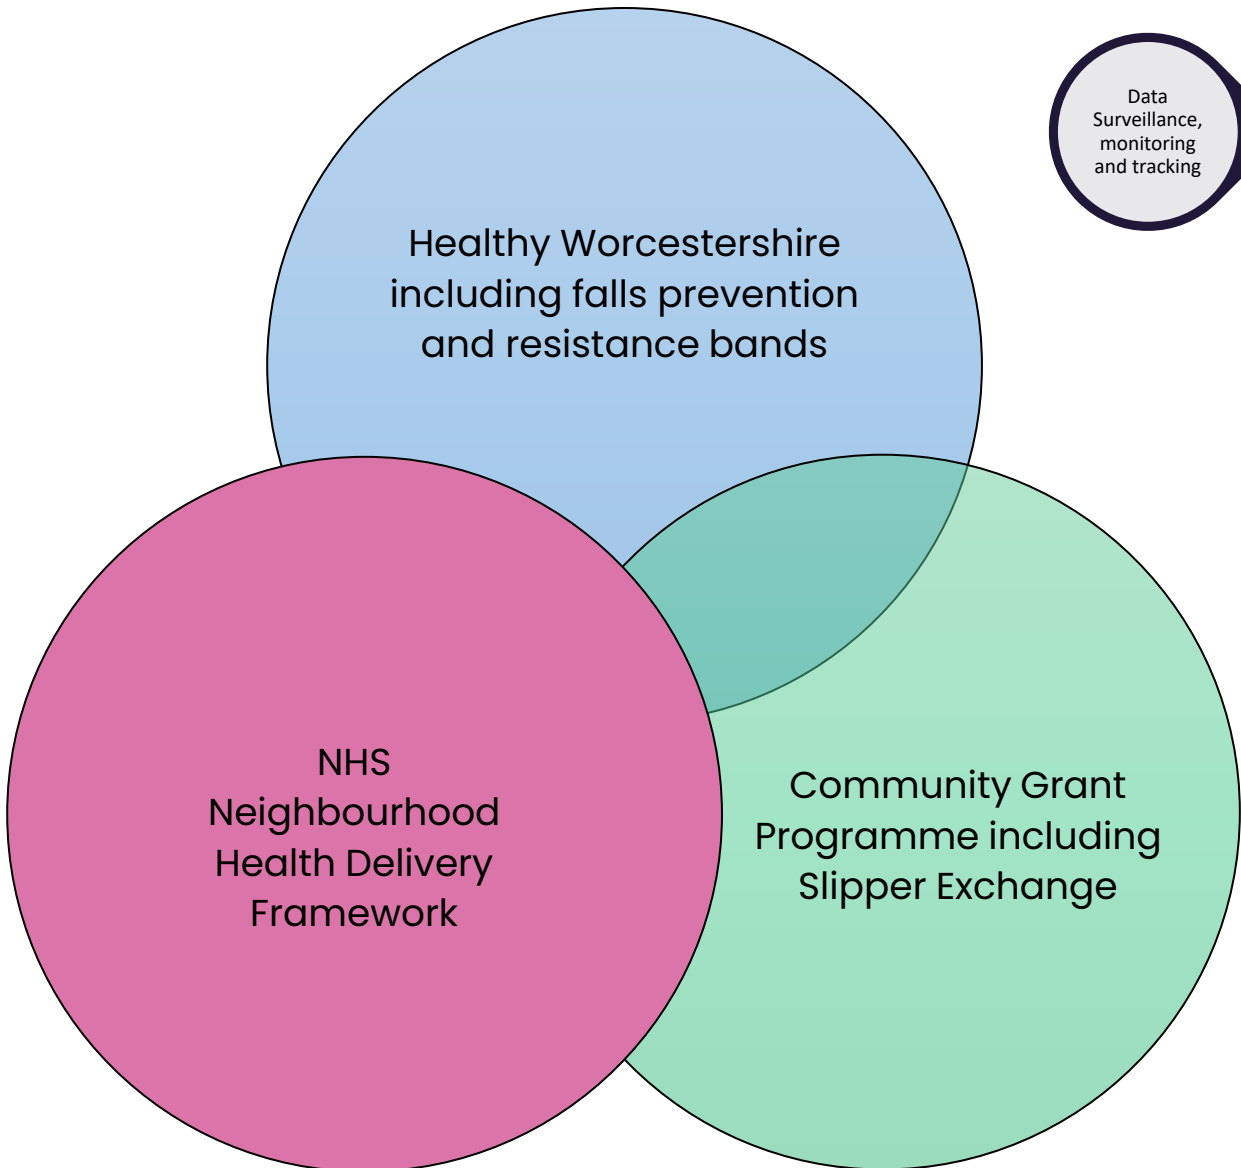 Data
Surveillance,
monitoring
and tracking
Healthy Worcestershire
including falls prevention
and resistance bands
NHS
Neighbourhood
Health Delivery
Framework
Community Grant
Programme including
Slipper Exchange